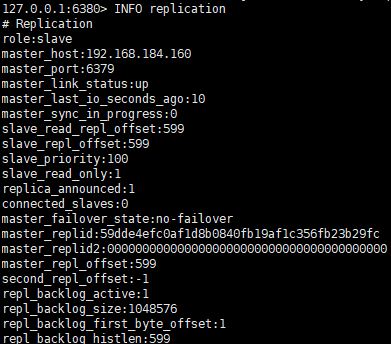 127.0.0.1:6380> INFO replication
# Replication
role:slave
master_host:192.168.184.160
master_port:6379
master_link_status:up
master_last_io_seconds_ago:10
master_sync_in_progress:0
slave_read_repl_offset:599
slave_repl_offset:599
slave_priority:100
slave_read_only:1
replica_announced:1
connected_slaves:0
master_failover_state:no-failover
master_replid:59dde4efc0af1d8b0840fb19af1c356fb23b29fc
master_replid2:0000000000000000000000000000000000000000
master_repl_offset:599
second_repl_offset:-1
repl_backlog_active:1
repl_backlog_size:1048576
repl_backlog_first_byte_offset:1
repl_backlog_histlen:599